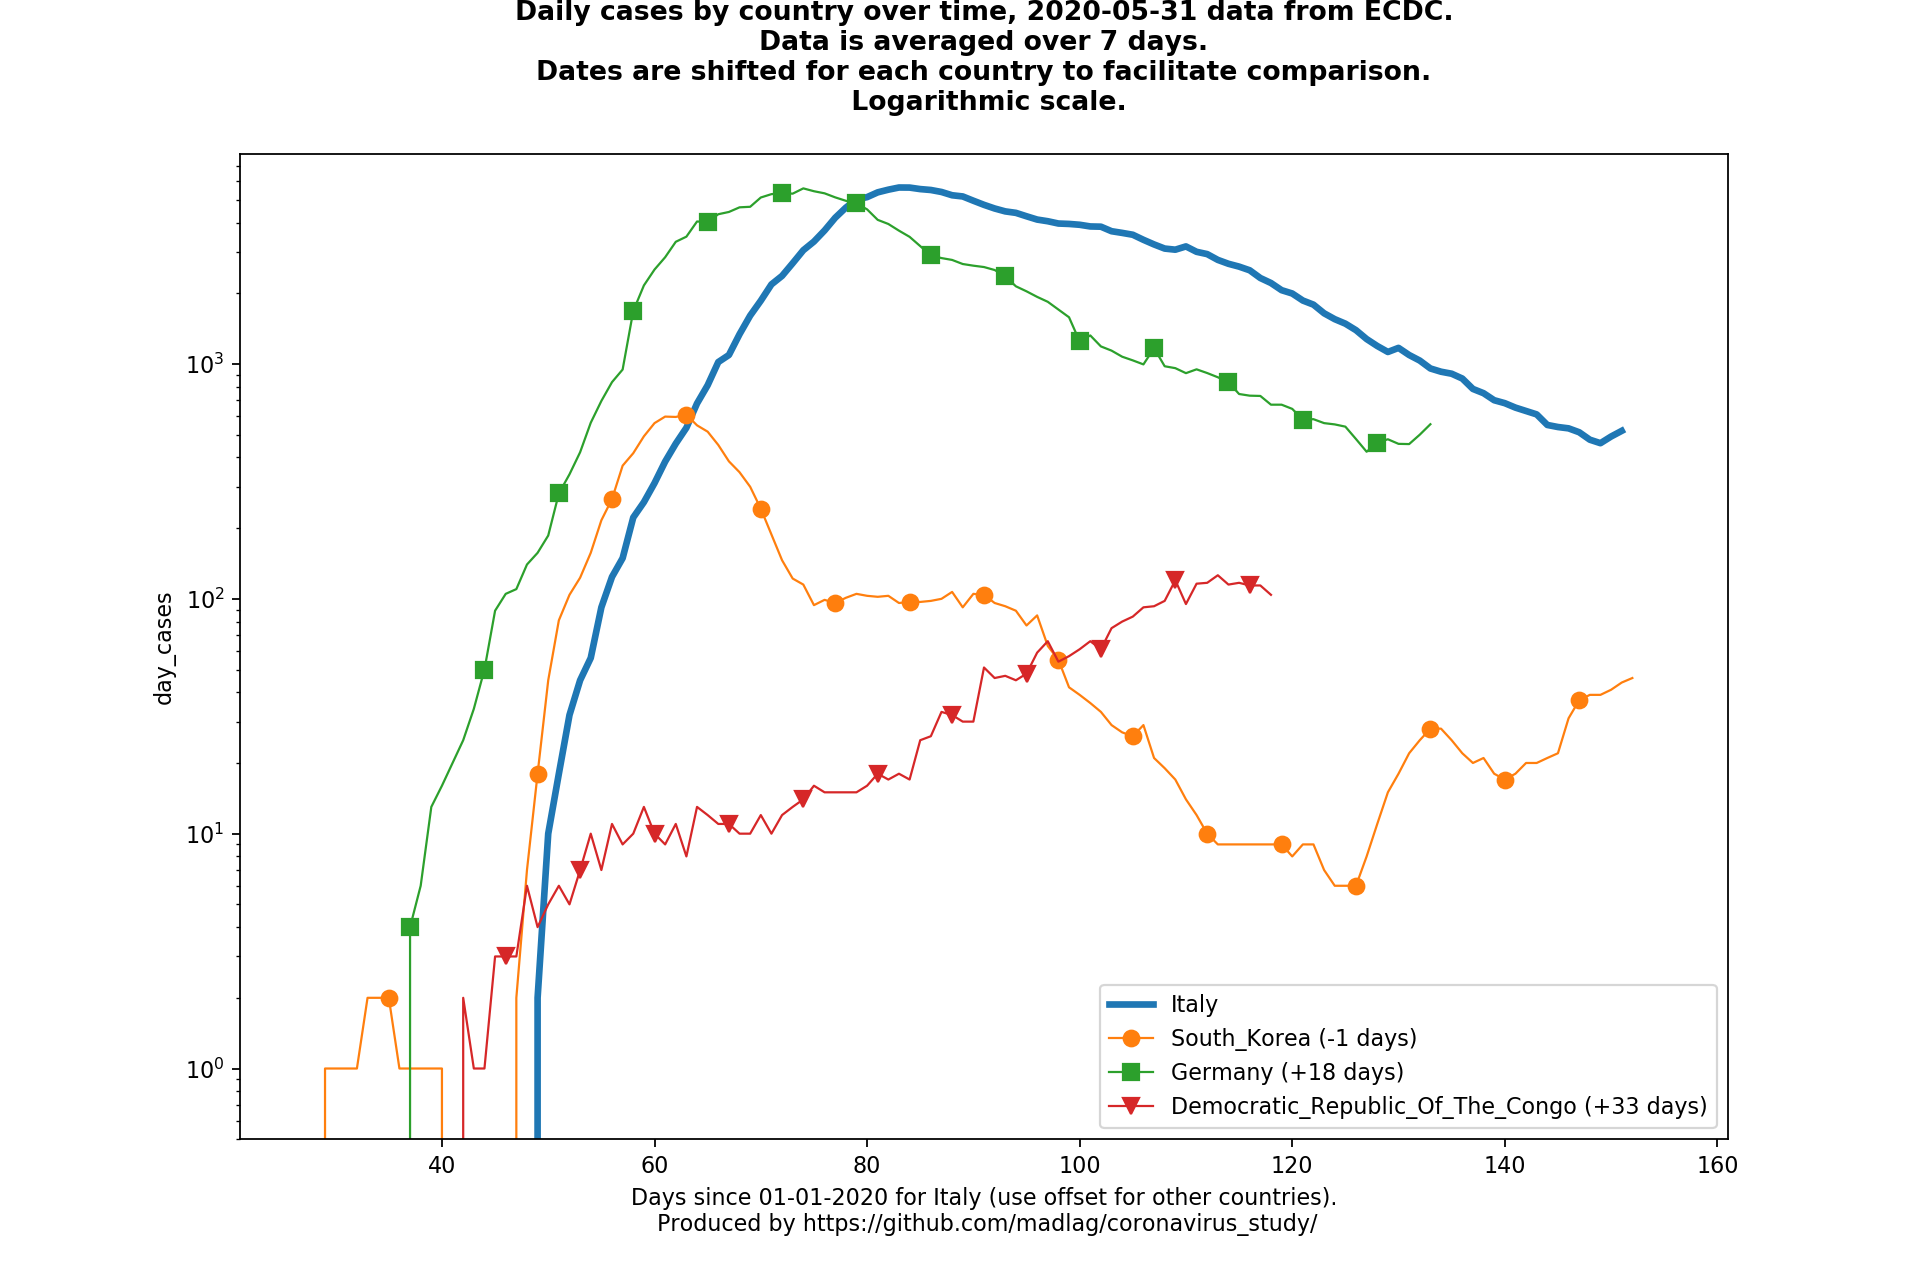 Daily cases by country over time, 2020-05-31 data from ECDC.
Data is averaged over 7 days.
Dates are shifted for each country to facilitate comparison.
Logarithmic scale.
10³
10²
10¹
10⁰
day_cases
Italy
South_Korea (-1 days)
Germany (+18 days)
Democratic_Republic_Of_The_Congo (+33 days)
40 60 80 100 120 140 160
Days since 01-01-2020 for Italy (use offset for other countries).
Produced by https://github.com/madlag/coronavirus_study/